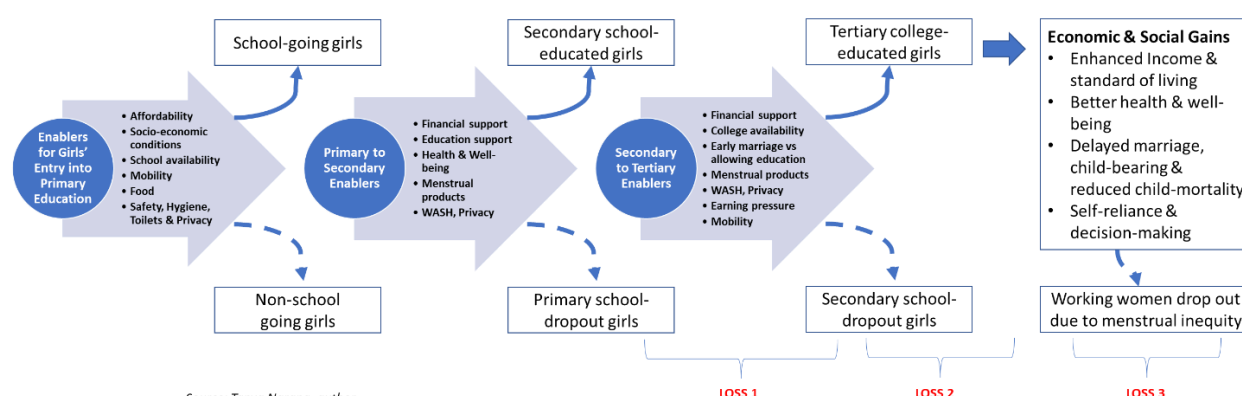 School-going girls
Secondary school-
educated girls
Tertiary college-
educated girls
Economic & Social Gains
• Enhanced Income &
standard of living
• Better health & well-
being
• Delayed marriage,
child-bearing &
reduced child-mortality
• Self-reliance &
decision-making
Enablers
for Girls'
Entry into
Primary
Education
• Affordability
• Socio-economic
conditions
• School availability
• Mobility
• Food
• Safety, Hygiene,
Toilets & Privacy
Primary to
Secondary
Enablers
• Financial support
• Education support
• Health & Well-
being
• Menstrual
products
• WASH, Privacy
Secondary
to Tertiary
Enablers
• Financial support
• College availability
• Early marriage vs
allowing education
• Menstrual products
• WASH, Privacy
• Earning pressure
• Mobility
Non-school
going girls
Primary school-
dropout girls
Secondary school-
dropout girls
Working women drop out
due to menstrual inequity
LOSS 1
LOSS 2
LOSS 3